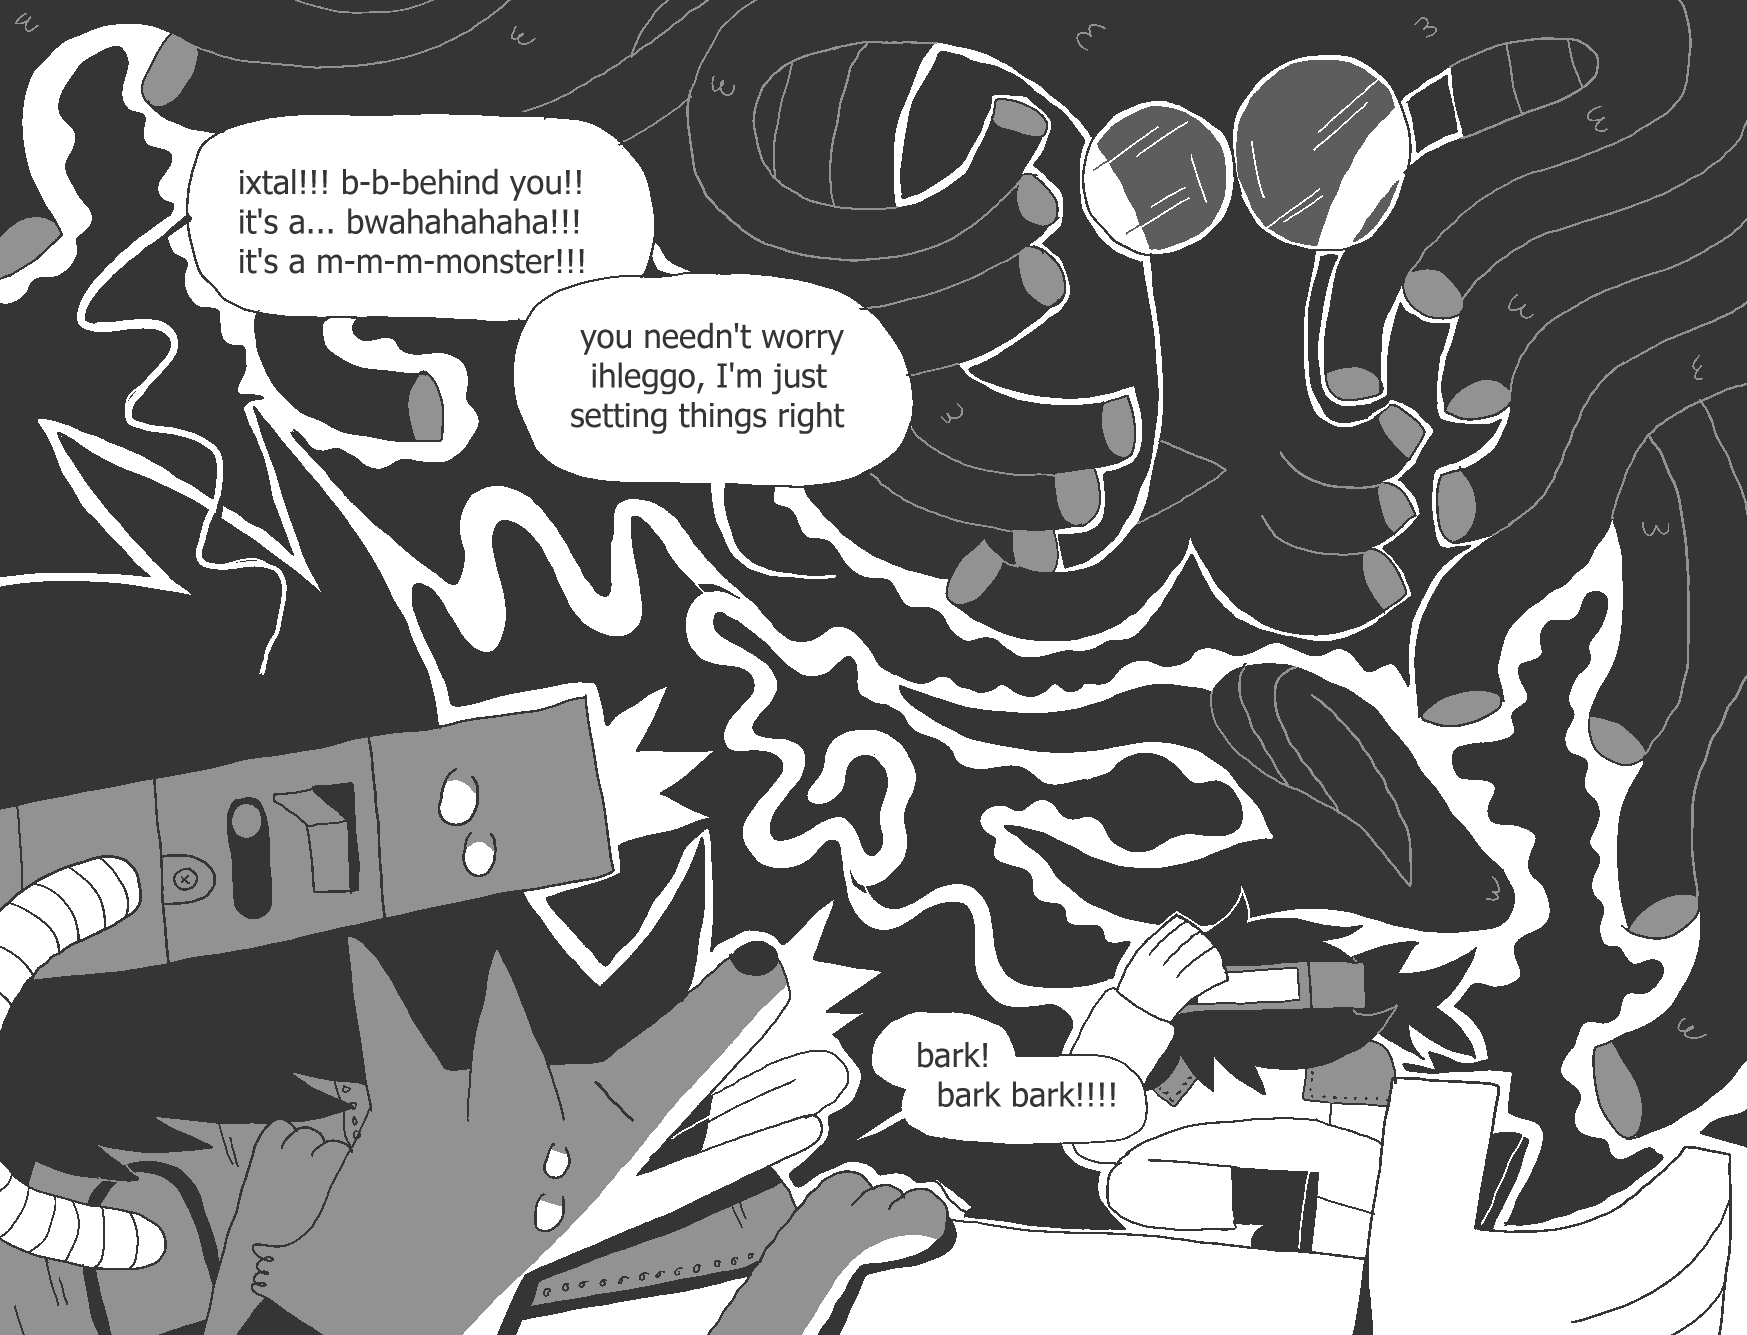 ixtal!!! b-b-behind you!!
it's a... bwahahahaha!!!
it's a m-m-m-monster!!!
you needn't worry
ihleggo, I'm just
setting things right
bark!
bark bark!!!!